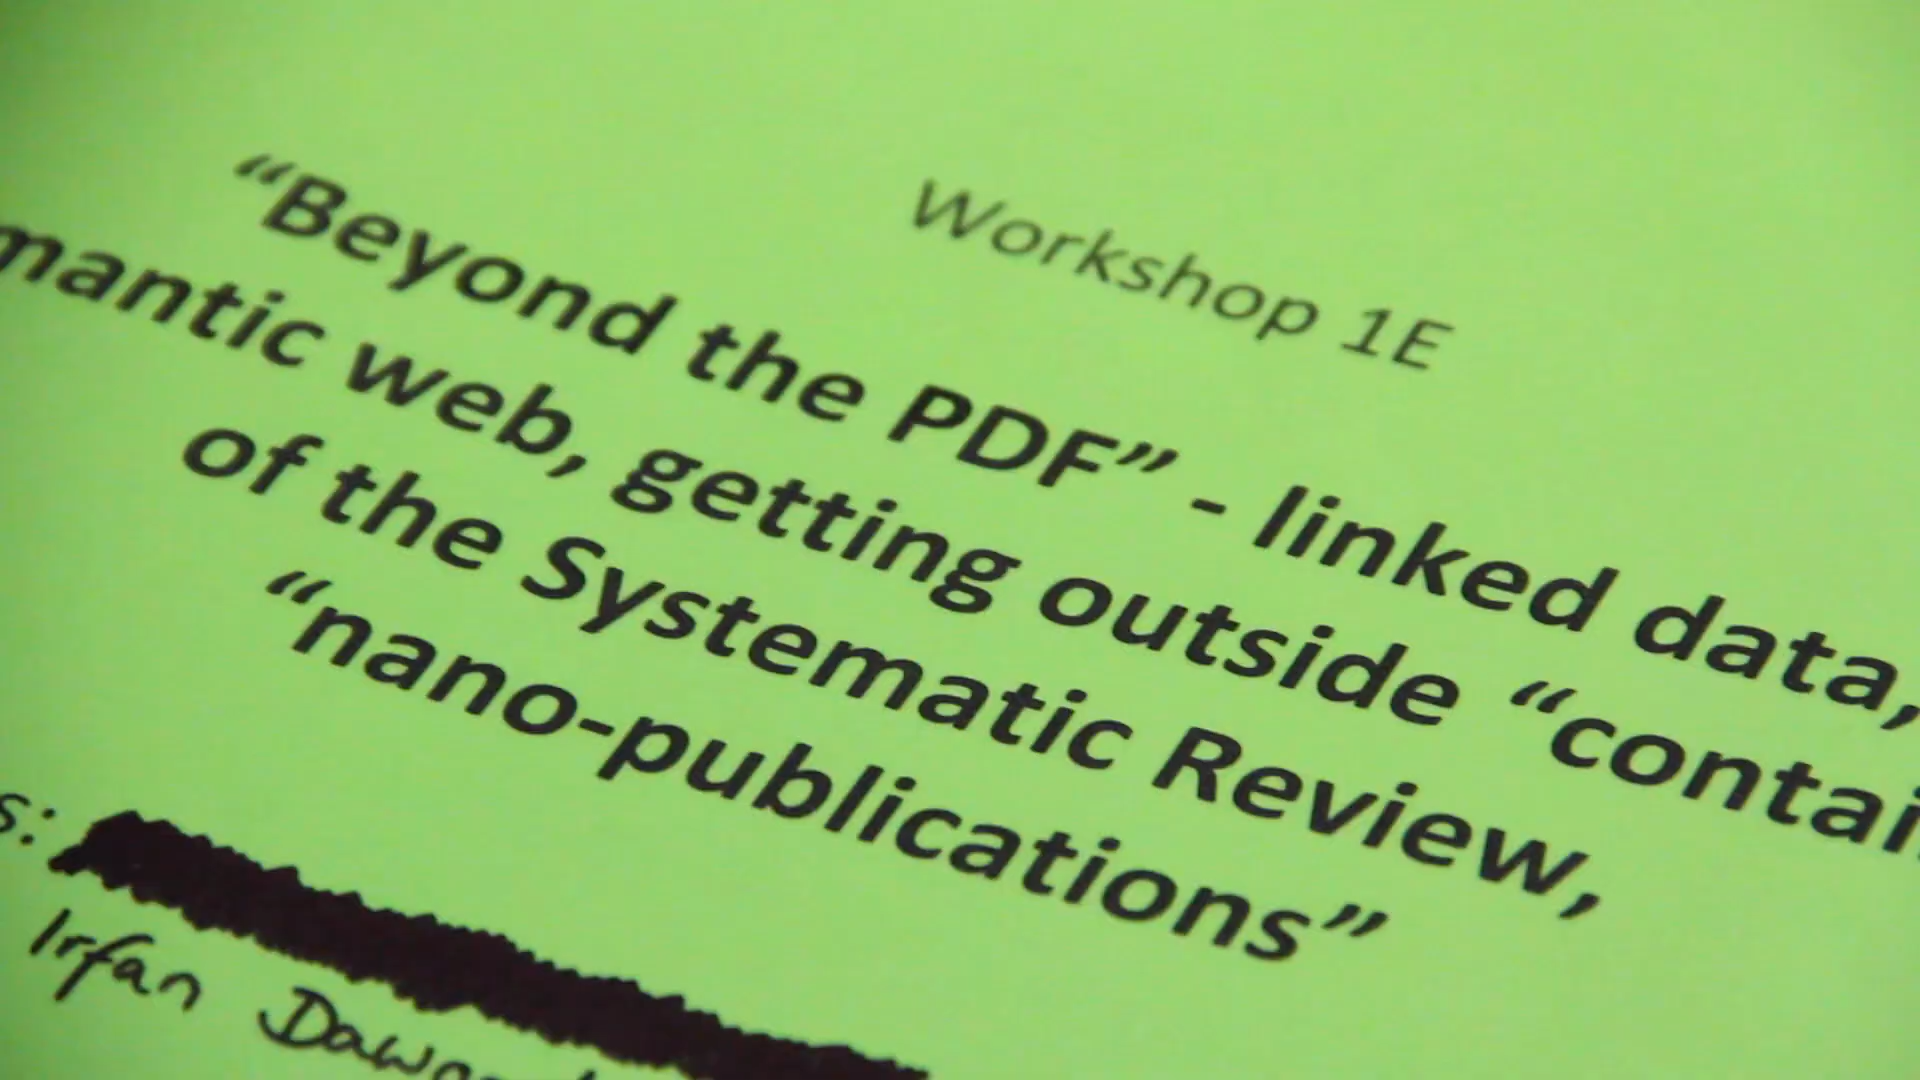 Workshop 1E
“Beyond the PDF” - linked data,
mantic web, getting outside “contai
of the Systematic Review,
“nano-publications”
s:
Irfan